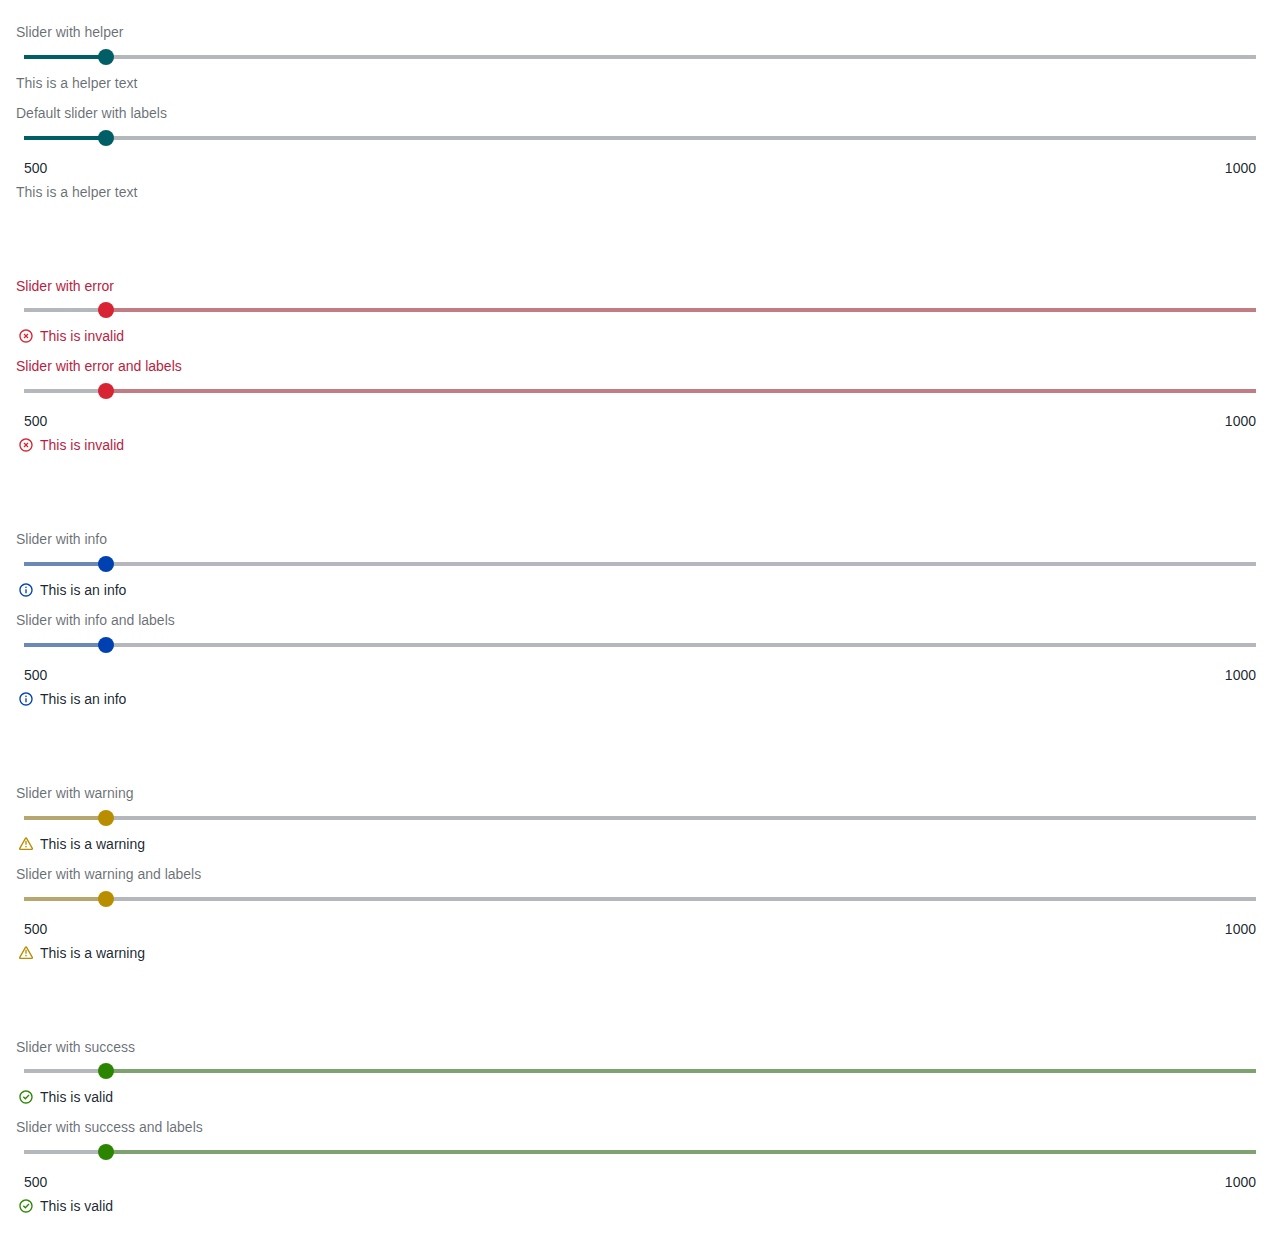 Slider with helper
This is a helper text
Default slider with labels
500 1000
This is a helper text
Slider with error
This is invalid
Slider with error and labels
500 1000
This is invalid
Slider with info
This is an info
Slider with info and labels
500 1000
This is an info
Slider with warning
This is a warning
Slider with warning and labels
500 1000
This is a warning
Slider with success
This is valid
Slider with success and labels
500 1000
This is valid